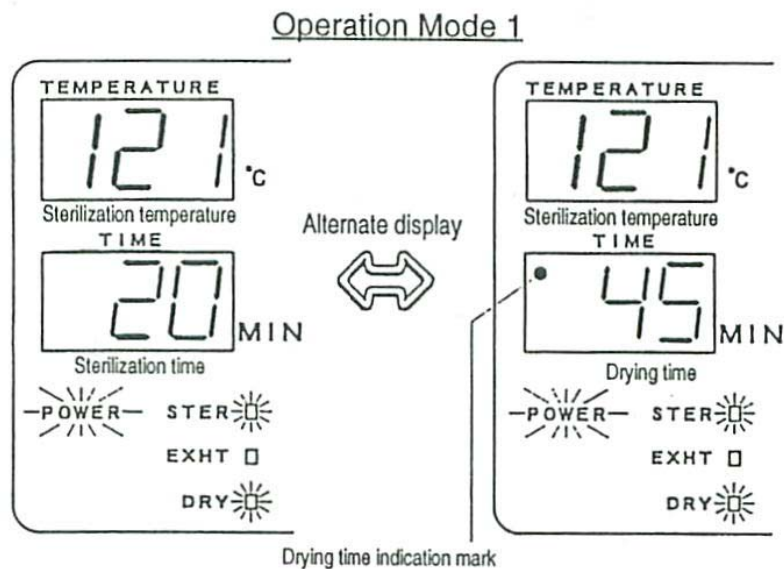 Operation Mode 1
TEMPERATURE
121 °C
Sterilization temperature
TIME
20 MIN
Sterilization time
POWER STER
EXHT
DRY
Alternate display
TEMPERATURE
121 °C
Sterilization temperature
TIME
45 MIN
Drying time
POWER STER
EXHT
DRY
Drying time indication mark